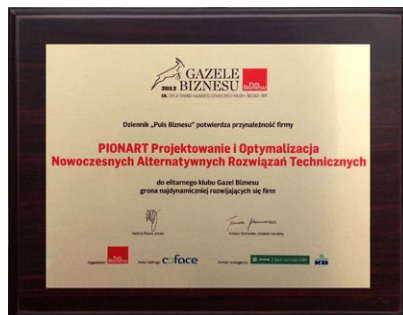 GAZELE
2012 BIZNESU
Puls Biznesu
Dziennik „Puls Biznesu” potwierdza przynależność firmy
PIONART Projektowanie i Optymalizacja
Nowoczesnych Alternatywnych Rozwiązań Technicznych
do elitarnego klubu Gazel Biznesu
grona najdynamiczniej rozwijających się firm
Puls Biznesu
coface